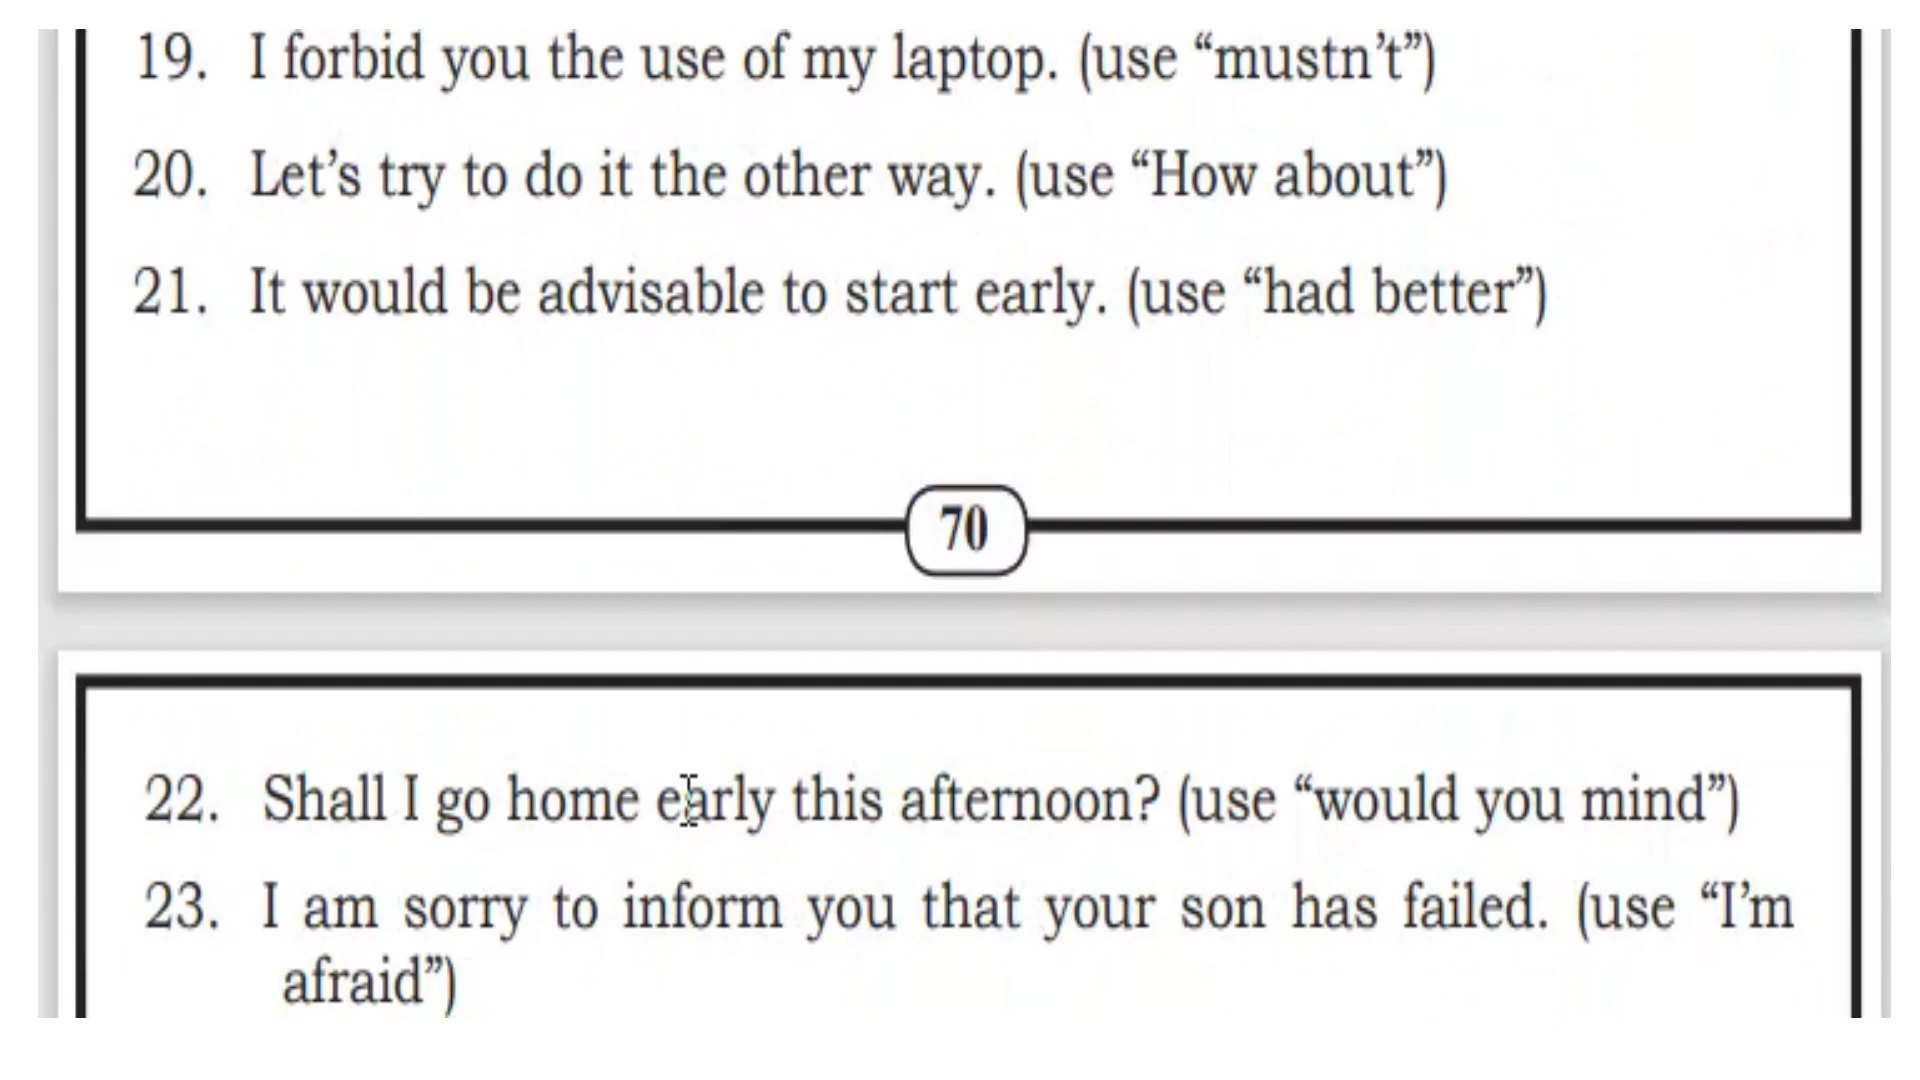 19. I forbid you the use of my laptop. (use “mustn’t”)
20. Let’s try to do it the other way. (use “How about”)
21. It would be advisable to start early. (use “had better”)
70
22. Shall I go home early this afternoon? (use “would you mind”)
23. I am sorry to inform you that your son has failed. (use “I’m
afraid”)